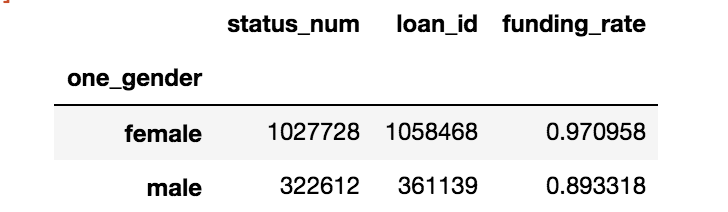 status_num loan_id funding_rate
one_gender
female 1027728 1058468 0.970958
male 322612 361139 0.893318